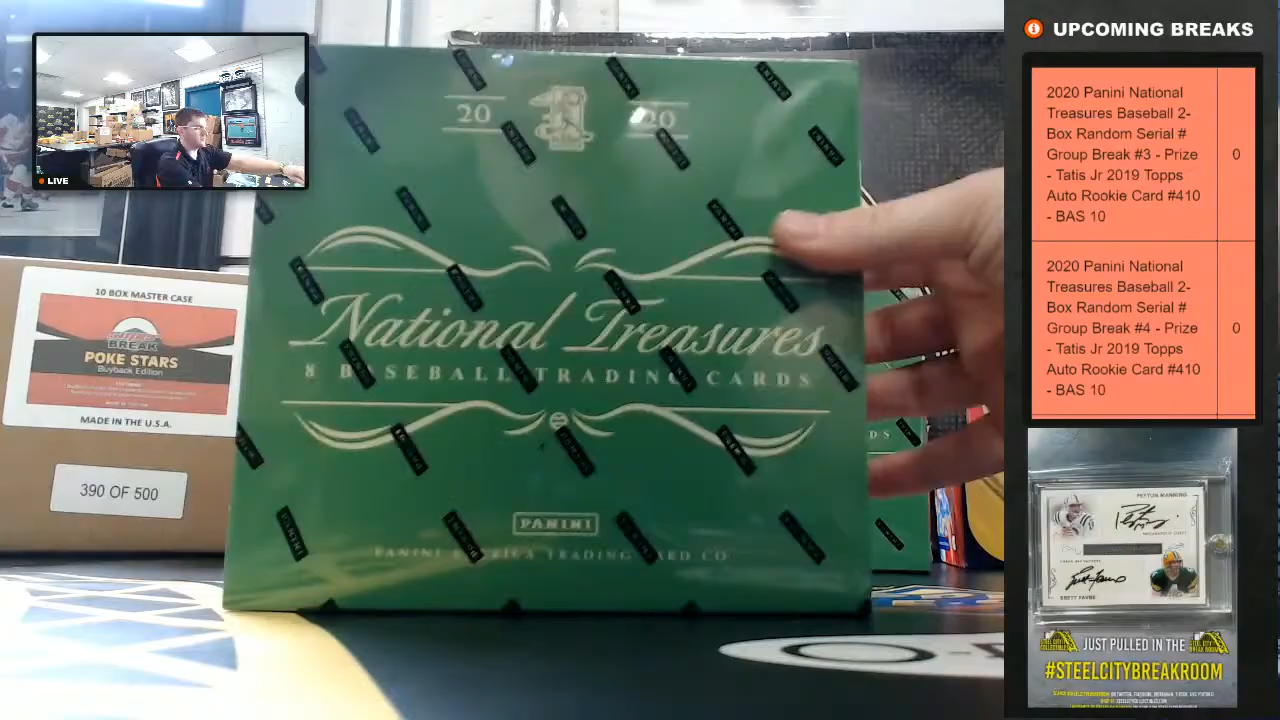 LIVE
10 BOX MASTER CASE
BREAK
POKE STARS
Buyback Edition
MADE IN THE U.S.A.
390 OF 500
20 20
National Treasures
8 BASEBALL TRADING CARDS
PANINI
PANINI AMERICA TRADING CARD CO
DS
UPCOMING BREAKS
2020 Panini National
Treasures Baseball 2-
Box Random Serial #
Group Break #3 - Prize
- Tatis Jr 2019 Topps
Auto Rookie Card #410
- BAS 10
0
2020 Panini National
Treasures Baseball 2-
Box Random Serial #
Group Break #4 - Prize
- Tatis Jr 2019 Topps
Auto Rookie Card #410
- BAS 10
0
PEYTON MANNING
BRETT FAVRE
JUST PULLED IN THE
#STEELCITYBREAKROOM